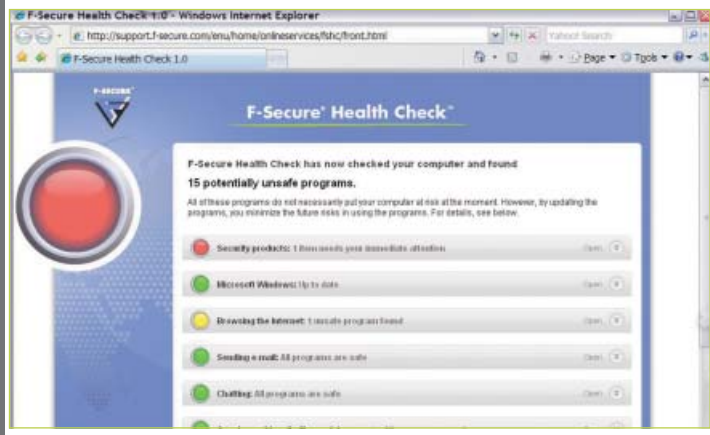 F-Secure Health Check 1.0 - Windows Internet Explorer
http://support.f-secure.com/enu/home/onlineservices/fshc/front.html
Yahoo! Search
F-Secure Health Check 1.0
Page
Tools
F-SECURE
F-Secure® Health Check™
F-Secure Health Check has now checked your computer and found
15 potentially unsafe programs.
All of these programs do not necessarily put your computer at risk at the moment. However, by updating the
programs, you minimize the future risks in using the programs. For details, see below.
Security products: 1 item needs your immediate attention
Open
Microsoft Windows: Up to date
Open
Browsing the Internet: 1 unsafe program found
Open
Sending e-mail: All programs are safe
Open
Chatting: All programs are safe
Open